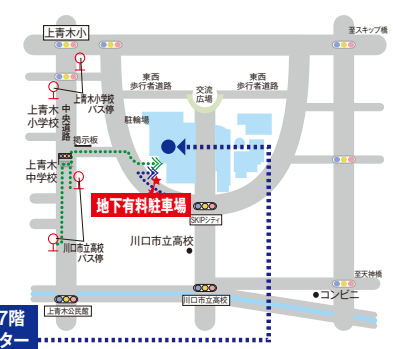 上青木小
至スキップ橋
東西
歩行者道路
東西
歩行者道路
交流
広場
上青木小学校
バス停
上青木
小学校
中央道路
駐輪場
掲示板
上青木
中学校
地下有料駐車場
SKIPシティ
川口市立高校
川口市立高校
バス停
至天神橋
コンビニ
川口市立高校
上青木公民館
7階
ター